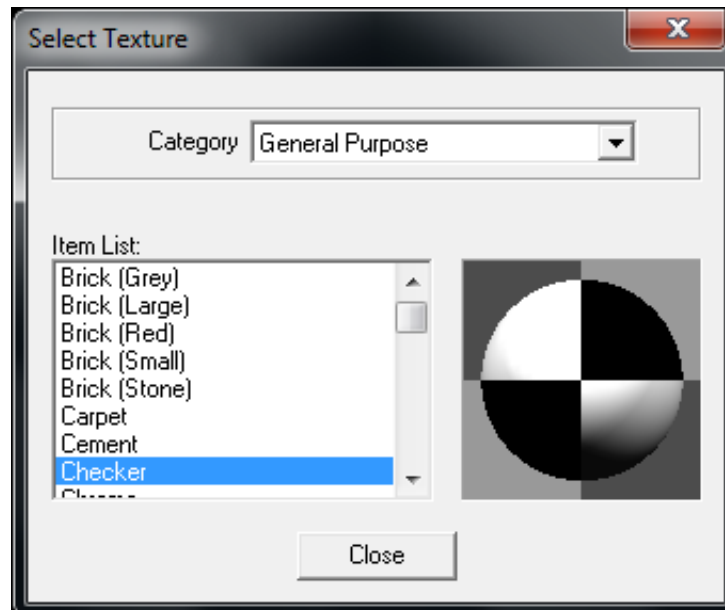 Select Texture
Category General Purpose
Item List:
Brick (Grey)
Brick (Large)
Brick (Red)
Brick (Small)
Brick (Stone)
Carpet
Cement
Checker
Close